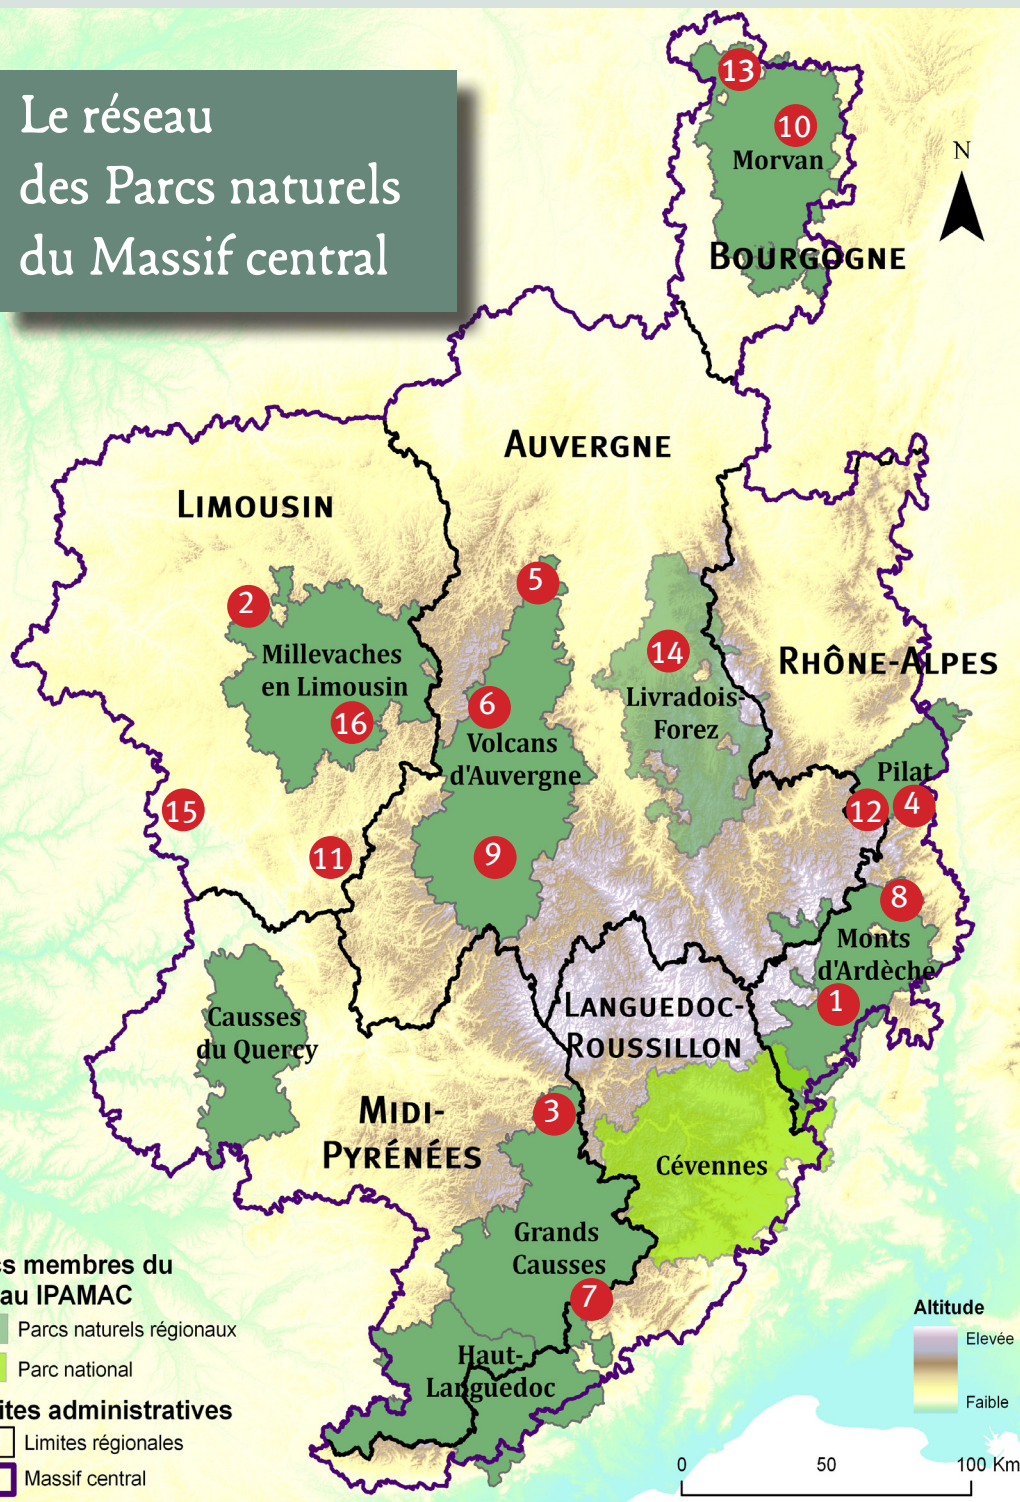 Le réseau
des Parcs naturels
du Massif central
13
10
Morvan
N
BOURGOGNE
AUVERGNE
LIMOUSIN
5
2
14
Millevaches
en Limousin
RHÔNE-ALPES
Livradois-
Forez
6
16
Volcans
d'Auvergne
Pilat
15
12
4
11
9
8
Monts
d'Ardèche
1
LANGUEDOC-
ROUSSILLON
Causses
du Quercy
3
MIDI-
PYRÉNÉES
Cévennes
Grands
Causses
7
Haut-
Languedoc
membres du
IPAMAC
Parcs naturels régionaux
Parc national
administratives
Limites régionales
Massif central
Altitude
Elevée
Faible
0 50 100 Km